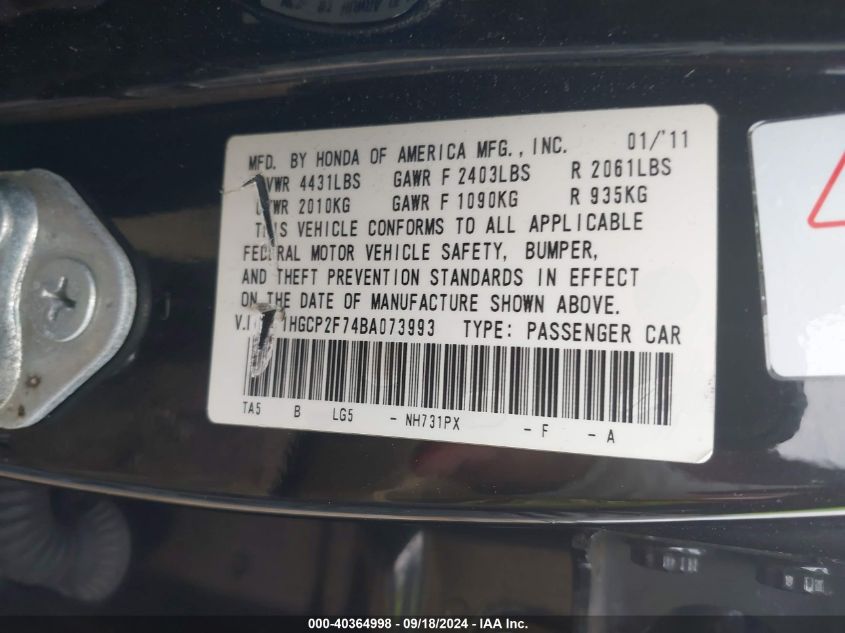 MFD. BY HONDA OF AMERICA MFG., INC. 01/'11
VWR 4431LBS GAWR F 2403LBS R 2061LBS
WR 2010KG GAWR F 1090KG R 935KG
THIS VEHICLE CONFORMS TO ALL APPLICABLE
FEDERAL MOTOR VEHICLE SAFETY, BUMPER,
AND THEFT PREVENTION STANDARDS IN EFFECT
ON THE DATE OF MANUFACTURE SHOWN ABOVE.
V.I 1HGCP2F74BA073993 TYPE: PASSENGER CAR
TA5 B LG5 - NH731PX - F - A
000-40364998 - 09/18/2024 - IAA Inc.